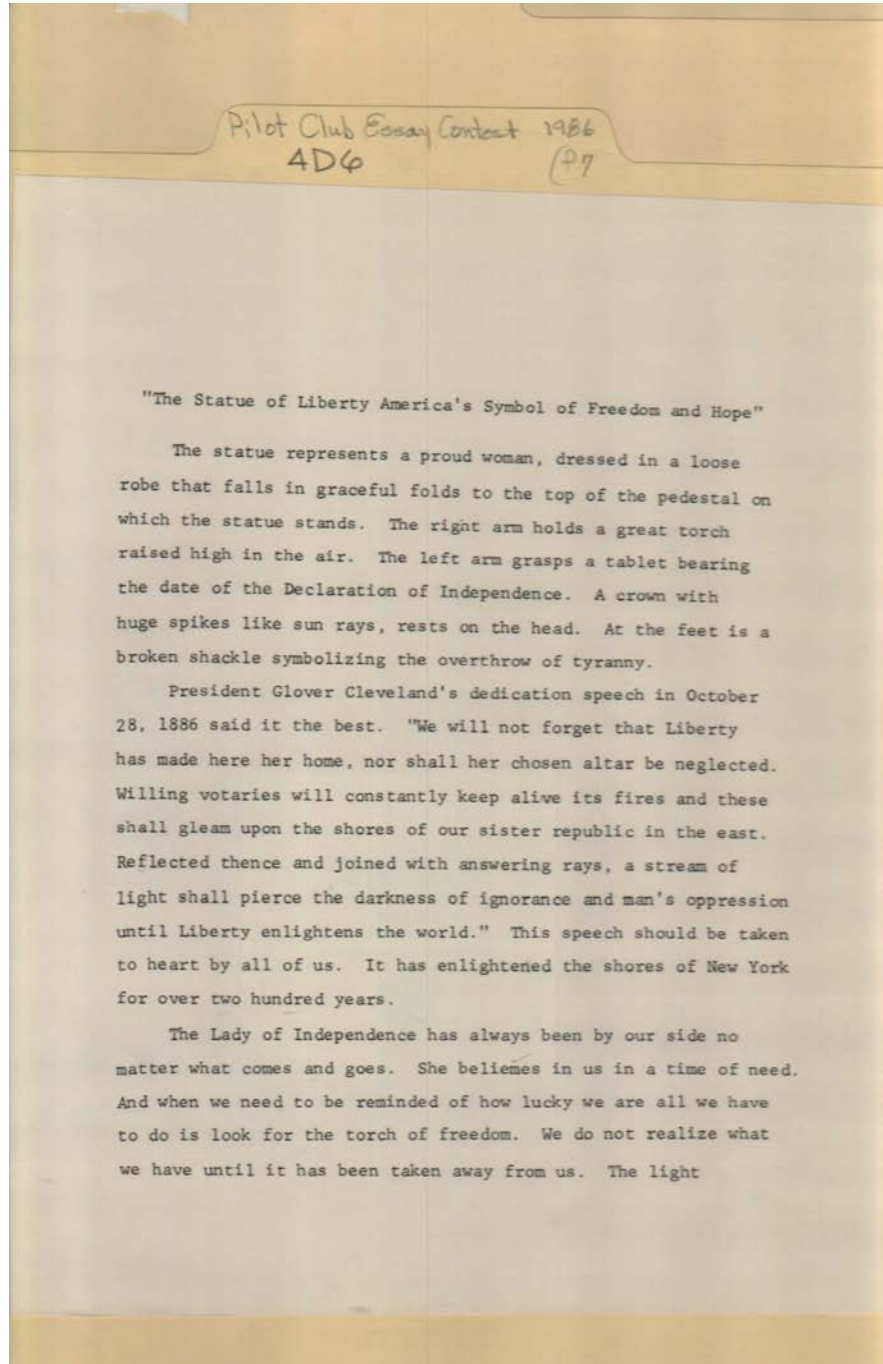 Pilot Club Essay Contest 1986
4D6 (P7
"The Statue of Liberty America's Symbol of Freedom and Hope"
The statue represents a proud woman, dressed in a loose
robe that falls in graceful folds to the top of the pedestal on
which the statue stands. The right arm holds a great torch
raised high in the air. The left arm grasps a tablet bearing
the date of the Declaration of Independence. A crown with
huge spikes like sun rays, rests on the head. At the feet is a
broken shackle symbolizing the overthrow of tyranny.
President Glover Cleveland's dedication speech in October
28, 1886 said it the best. "We will not forget that Liberty
has made here her home, nor shall her chosen altar be neglected.
Willing votaries will constantly keep alive its fires and these
shall gleam upon the shores of our sister republic in the east.
Reflected thence and joined with answering rays, a stream of
light shall pierce the darkness of ignorance and man's oppression
until Liberty enlightens the world." This speech should be taken
to heart by all of us. It has enlightened the shores of New York
for over two hundred years.
The Lady of Independence has always been by our side no
matter what comes and goes. She beliemes in us in a time of need.
And when we need to be reminded of how lucky we are all we have
to do is look for the torch of freedom. We do not realize what
we have until it has been taken away from us. The light